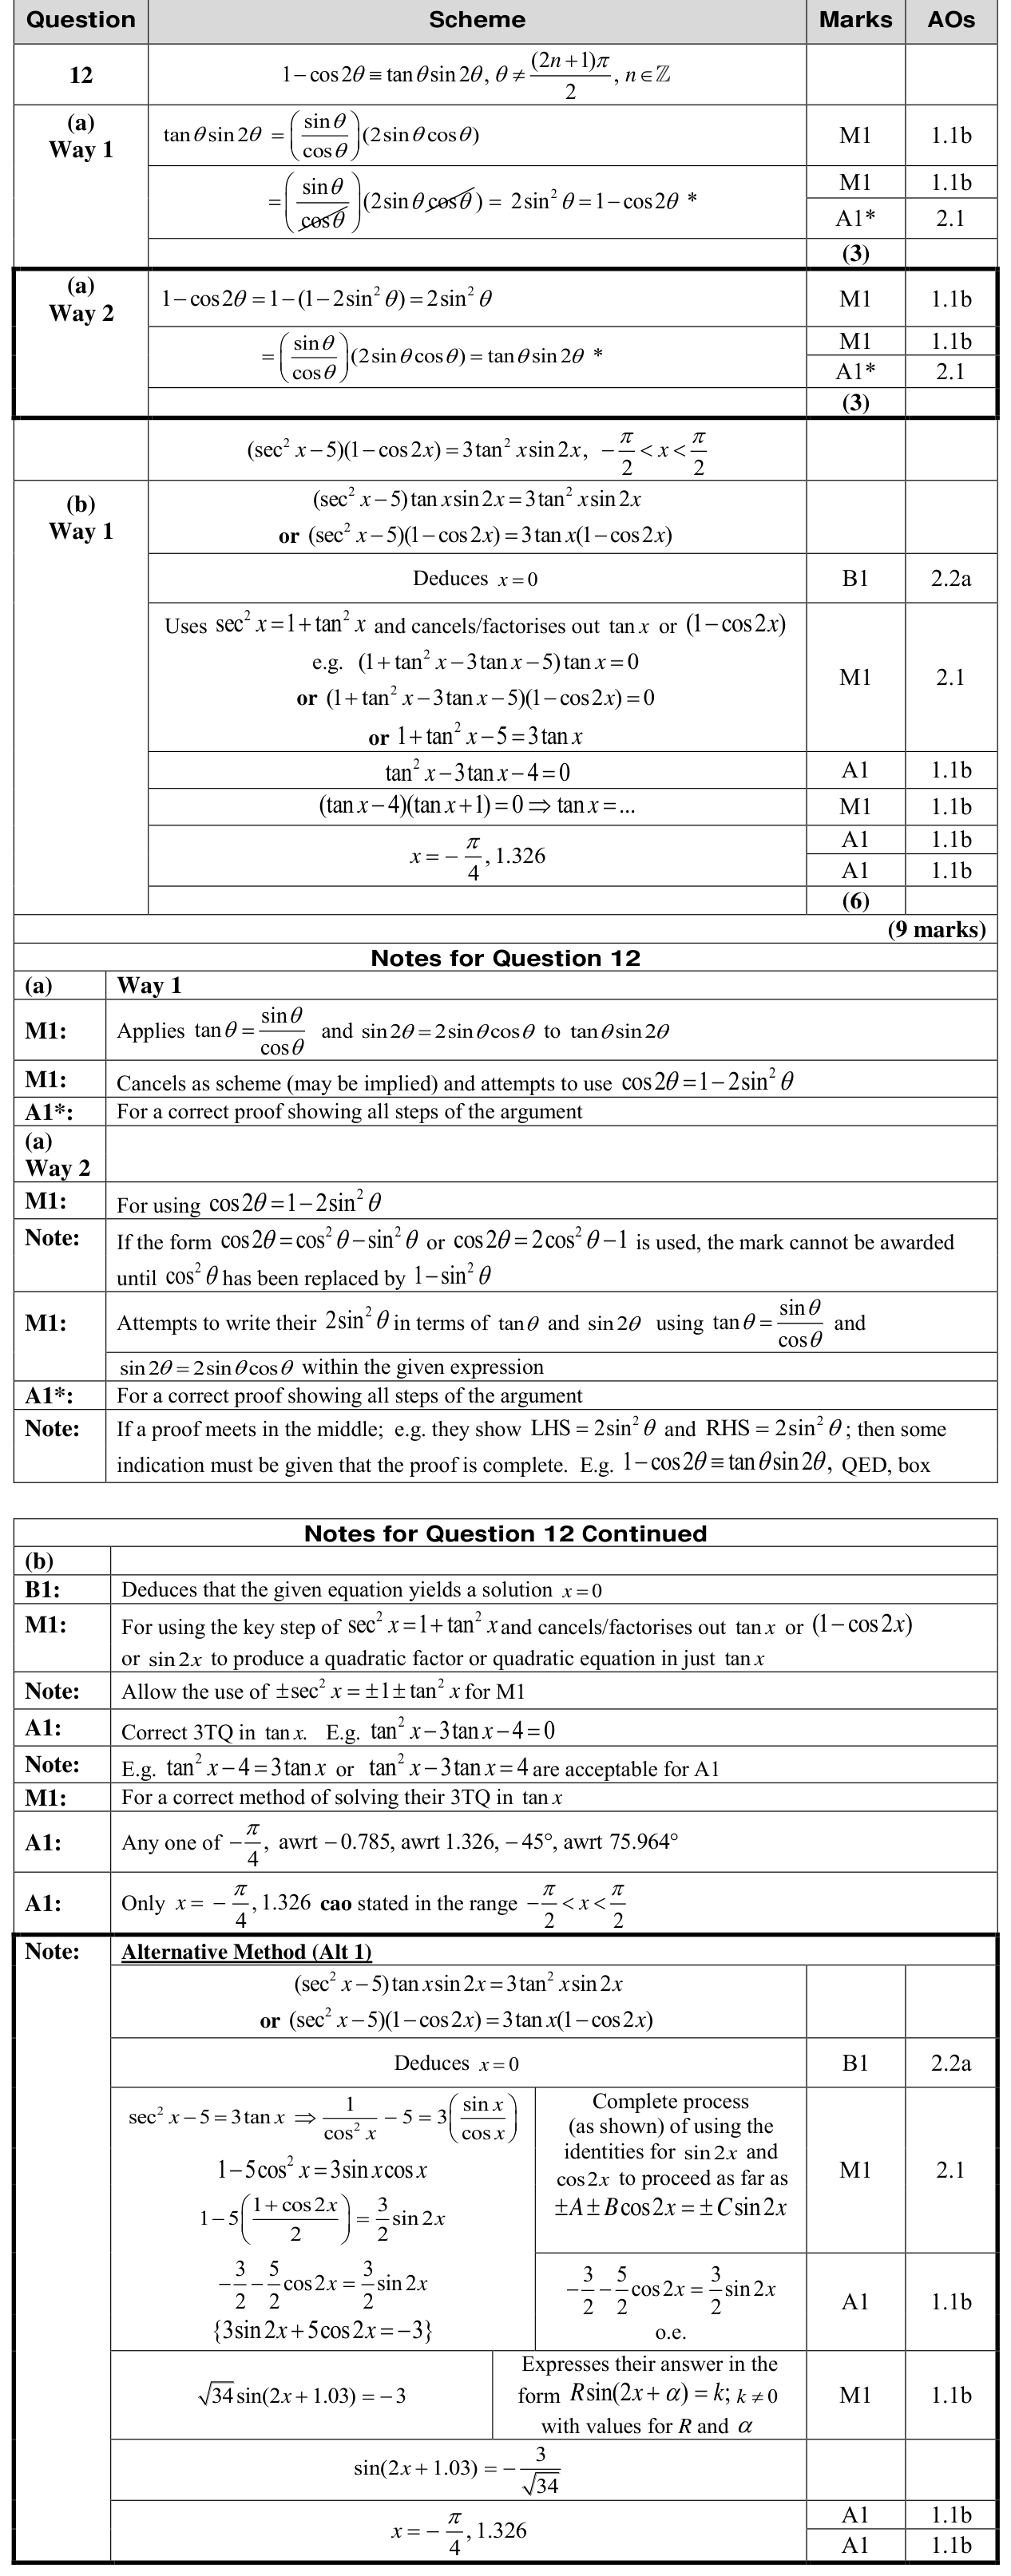 Question Scheme Marks AOs
12 1 − cos 2θ ≡ tan θ sin 2θ, θ ≠ (2n+1)π/2, n ∈ ℤ
(a) Way 1 tan θ sin 2θ = (sin θ/cos θ)(2 sin θ cos θ) M1 1.1b
= (sin θ/cos θ)(2 sin θ cos θ) = 2 sin² θ = 1 − cos 2θ * M1 1.1b
A1* 2.1
(3)
(a) Way 2 1 − cos 2θ = 1 − (1 − 2 sin² θ) = 2 sin² θ M1 1.1b
= (sin θ/cos θ)(2 sin θ cos θ) = tan θ sin 2θ * M1 1.1b
A1* 2.1
(3)
(sec² x − 5)(1 − cos 2x) = 3 tan² x sin 2x, −π/2 < x < π/2
(b) Way 1 (sec² x − 5) tan x sin 2x = 3 tan² x sin 2x
or (sec² x − 5)(1 − cos 2x) = 3 tan x(1 − cos 2x)
Deduces x = 0 B1 2.2a
Uses sec² x = 1 + tan² x and cancels/factorises out tan x or (1 − cos 2x)
e.g. (1 + tan² x − 3 tan x − 5) tan x = 0
or (1 + tan² x − 3 tan x − 5)(1 − cos 2x) = 0 M1 2.1
or 1 + tan² x − 5 = 3 tan x
tan² x − 3 tan x − 4 = 0 A1 1.1b
(tan x − 4)(tan x + 1) = 0 ⇒ tan x = ... M1 1.1b
x = −π/4, 1.326 A1 1.1b
A1 1.1b
(6)
(9 marks)
Notes for Question 12
(a) Way 1
M1: Applies tan θ = sin θ/cos θ and sin 2θ = 2 sin θ cos θ to tan θ sin 2θ
M1: Cancels as scheme (may be implied) and attempts to use cos 2θ = 1 − 2 sin² θ
A1*: For a correct proof showing all steps of the argument
(a)
Way 2
M1: For using cos 2θ = 1 − 2 sin² θ
Note: If the form cos 2θ = cos² θ − sin² θ or cos 2θ = 2 cos² θ − 1 is used, the mark cannot be awarded
until cos² θ has been replaced by 1 − sin² θ
M1: Attempts to write their 2 sin² θ in terms of tan θ and sin 2θ using tan θ = sin θ/cos θ and
sin 2θ = 2 sin θ cos θ within the given expression
A1*: For a correct proof showing all steps of the argument
Note: If a proof meets in the middle; e.g. they show LHS = 2 sin² θ and RHS = 2 sin² θ; then some
indication must be given that the proof is complete. E.g. 1 − cos 2θ ≡ tan θ sin 2θ, QED, box
Notes for Question 12 Continued
(b)
B1: Deduces that the given equation yields a solution x = 0
M1: For using the key step of sec² x = 1 + tan² x and cancels/factorises out tan x or (1 − cos 2x)
or sin 2x to produce a quadratic factor or quadratic equation in just tan x
Note: Allow the use of ±sec² x = ±1 ± tan² x for M1
A1: Correct 3TQ in tan x. E.g. tan² x − 3 tan x − 4 = 0
Note: E.g. tan² x − 4 = 3 tan x or tan² x − 3 tan x = 4 are acceptable for A1
M1: For a correct method of solving their 3TQ in tan x
A1: Any one of −π/4, awrt −0.785, awrt 1.326, −45°, awrt 75.964°
A1: Only x = −π/4, 1.326 cao stated in the range −π/2 < x < π/2
Note: Alternative Method (Alt 1)
(sec² x − 5) tan x sin 2x = 3 tan² x sin 2x
or (sec² x − 5)(1 − cos 2x) = 3 tan x(1 − cos 2x)
Deduces x = 0 B1 2.2a
sec² x − 5 = 3 tan x ⇒ 1/cos² x − 5 = 3(sin x/cos x)
1 − 5 cos² x = 3 sin x cos x
1 − 5((1 + cos 2x)/2) = 3/2 sin 2x
Complete process
(as shown) of using the
identities for sin 2x and
cos 2x to proceed as far as
±A ± B cos 2x = ±C sin 2x
M1 2.1
−3/2 − 5/2 cos 2x = 3/2 sin 2x
{3 sin 2x + 5 cos 2x = −3}
−3/2 − 5/2 cos 2x = 3/2 sin 2x
o.e.
A1 1.1b
√34 sin(2x + 1.03) = −3
Expresses their answer in the
form R sin(2x + α) = k; k ≠ 0
with values for R and α
M1 1.1b
sin(2x + 1.03) = −3/√34
x = −π/4, 1.326 A1 1.1b
A1 1.1b